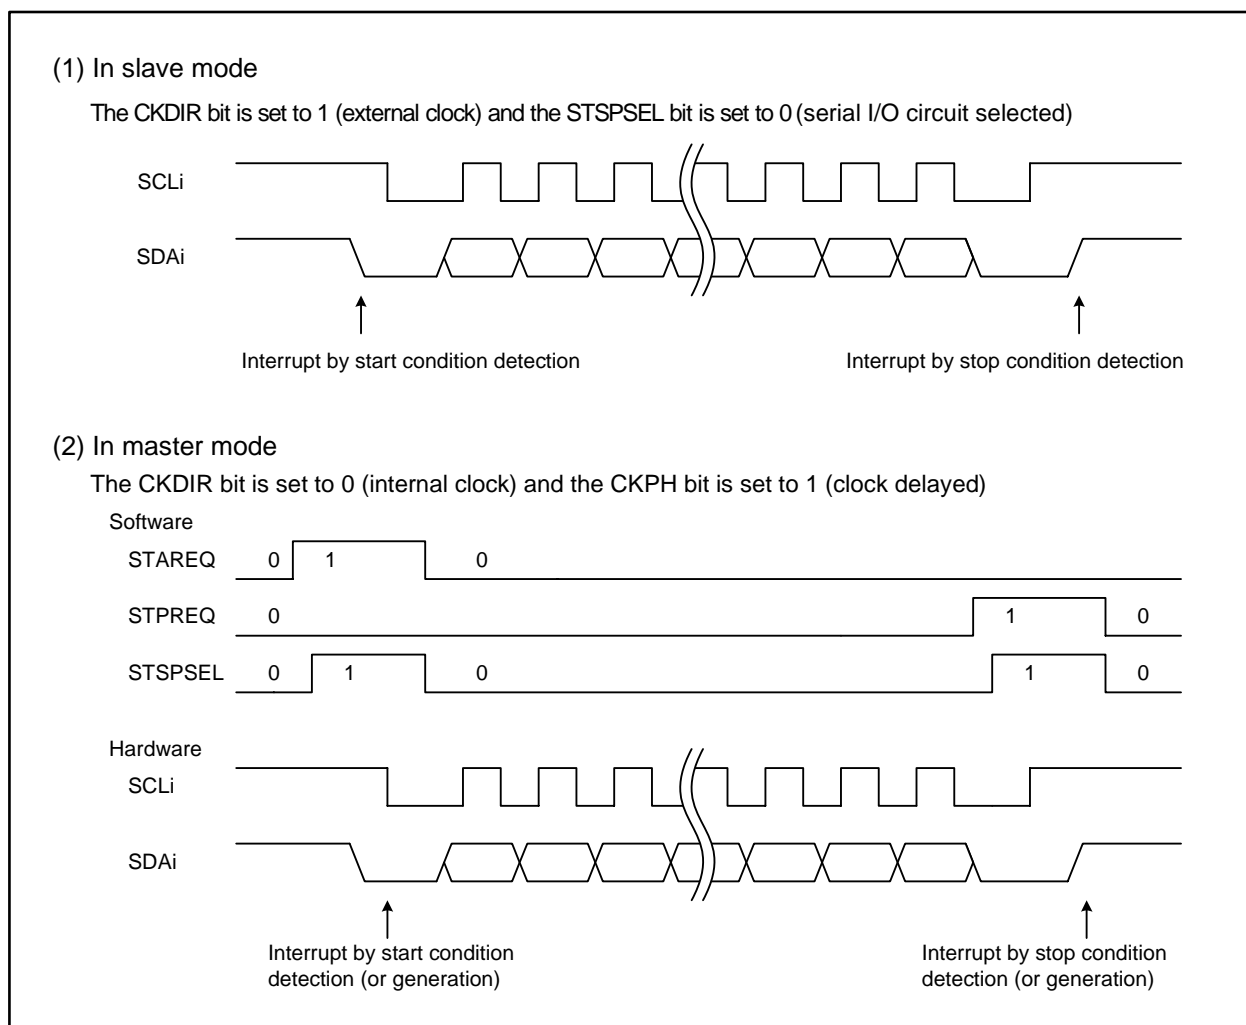 (1) In slave mode
The CKDIR bit is set to 1 (external clock) and the STSPSEL bit is set to 0 (serial I/O circuit selected)
SCLi
SDAi
Interrupt by start condition detection
Interrupt by stop condition detection
(2) In master mode
The CKDIR bit is set to 0 (internal clock) and the CKPH bit is set to 1 (clock delayed)
Software
STAREQ 0 1 0
STPREQ 0 1 0
STSPSEL 0 1 0 1 0
Hardware
SCLi
SDAi
Interrupt by start condition
detection (or generation)
Interrupt by stop condition
detection (or generation)